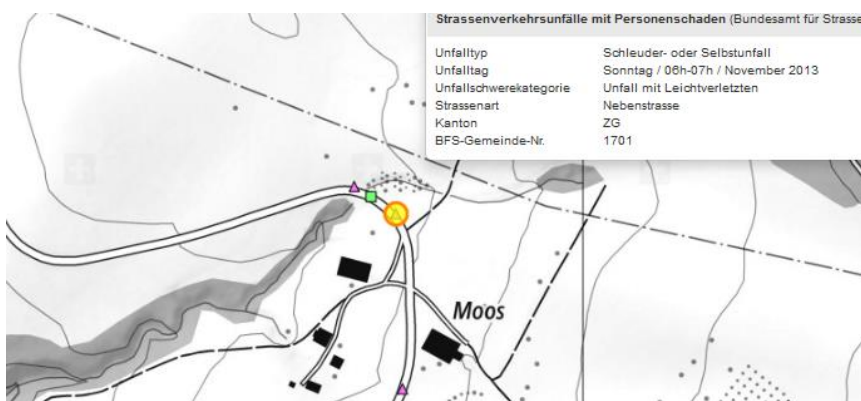 Strassenverkehrsunfälle mit Personenschaden (Bundesamt für Strasse
Unfalltyp Schleuder- oder Selbstunfall
Unfalltag Sonntag / 06h-07h / November 2013
Unfallschwerekategorie Unfall mit Leichtverletzten
Strassenart Nebenstrasse
Kanton ZG
BFS-Gemeinde-Nr. 1701
Moos